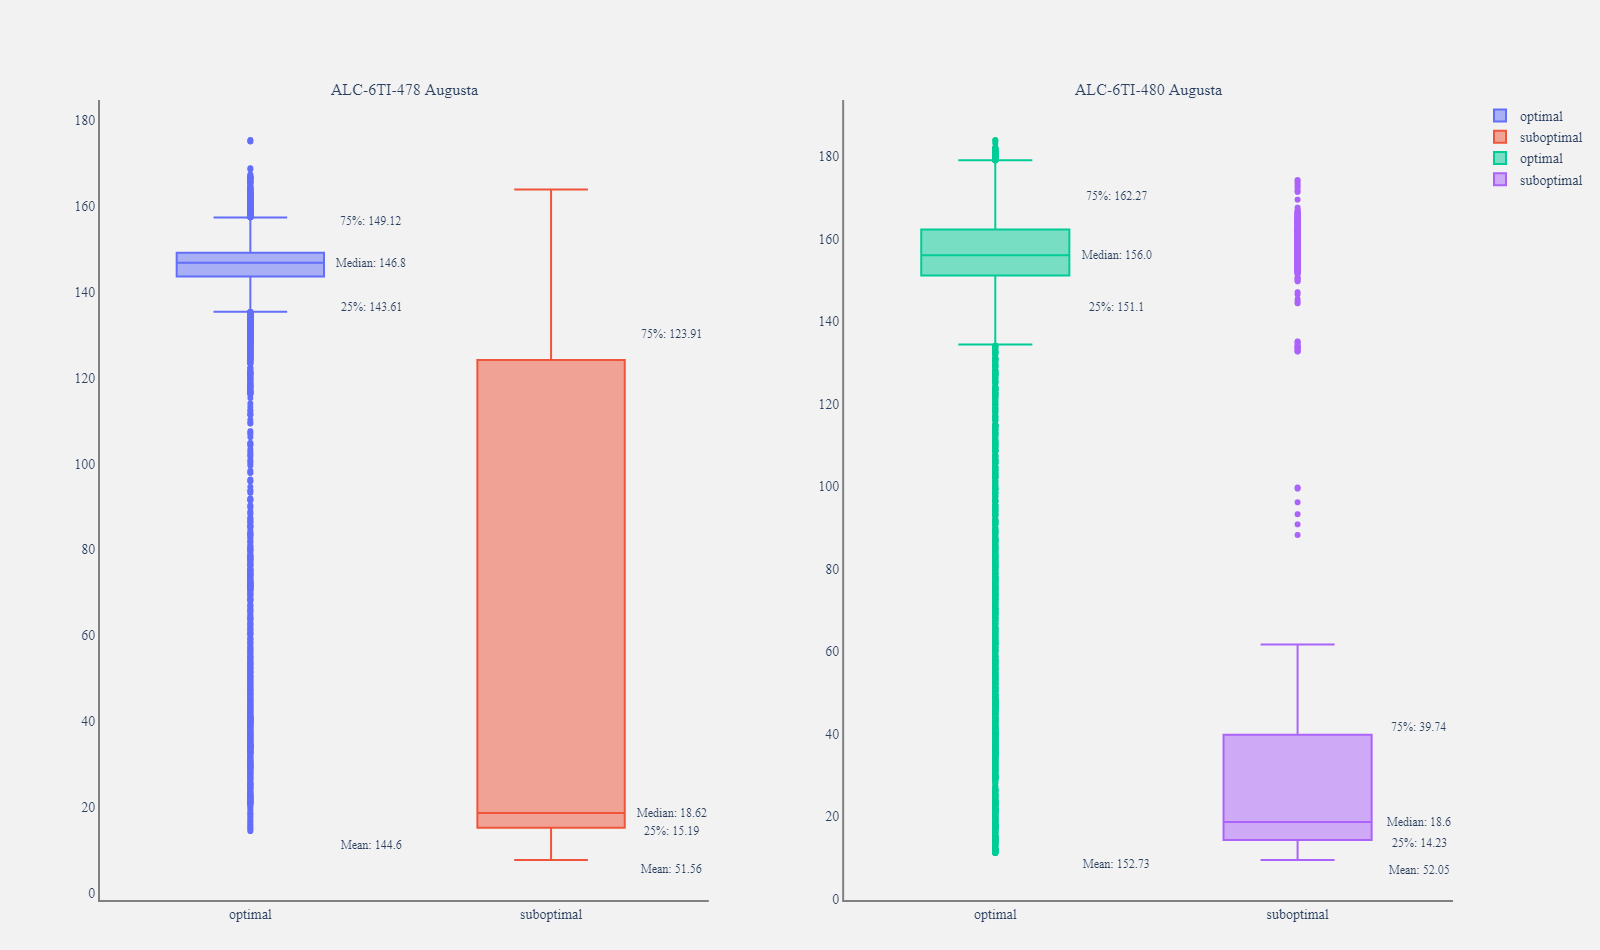 ALC-6TI-478 Augusta
180
160
140
120
100
80
60
40
20
0
75%: 149.12
Median: 146.8
25%: 143.61
Mean: 144.6
75%: 123.91
Median: 18.62
25%: 15.19
Mean: 51.56
optimal
suboptimal
ALC-6TI-480 Augusta
180
160
140
120
100
80
60
40
20
0
75%: 162.27
Median: 156.0
25%: 151.1
Mean: 152.73
75%: 39.74
Median: 18.6
25%: 14.23
Mean: 52.05
optimal
suboptimal
optimal
suboptimal
optimal
suboptimal